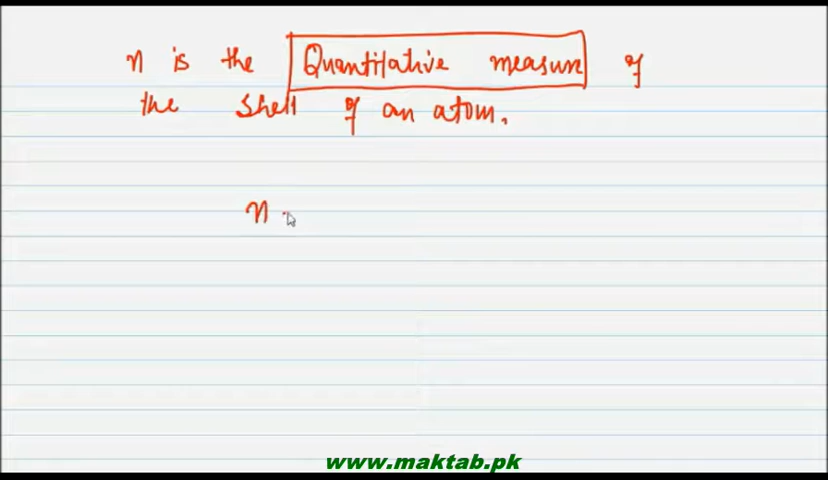 n is the Quantitative measure of
the shell of an atom.
n
www.maktab.pk